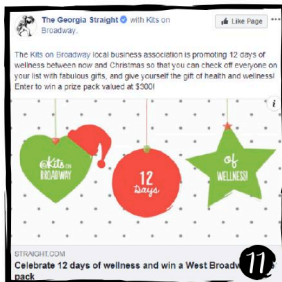 The Georgia Straight with Kits on
Broadway.
Like Page
The Kits on Broadway local business association is promoting 12 days of
wellness between now and Christmas so that you can check off everyone on
your list with fabulous gifts, and give yourself the gift of health and wellness!
Enter to win a prize pack valued at $300!
@Kits ON
BROADWAY
12
Days
of
WELLNESS!
STRAIGHT.COM
Celebrate 12 days of wellness and win a West
pack
11